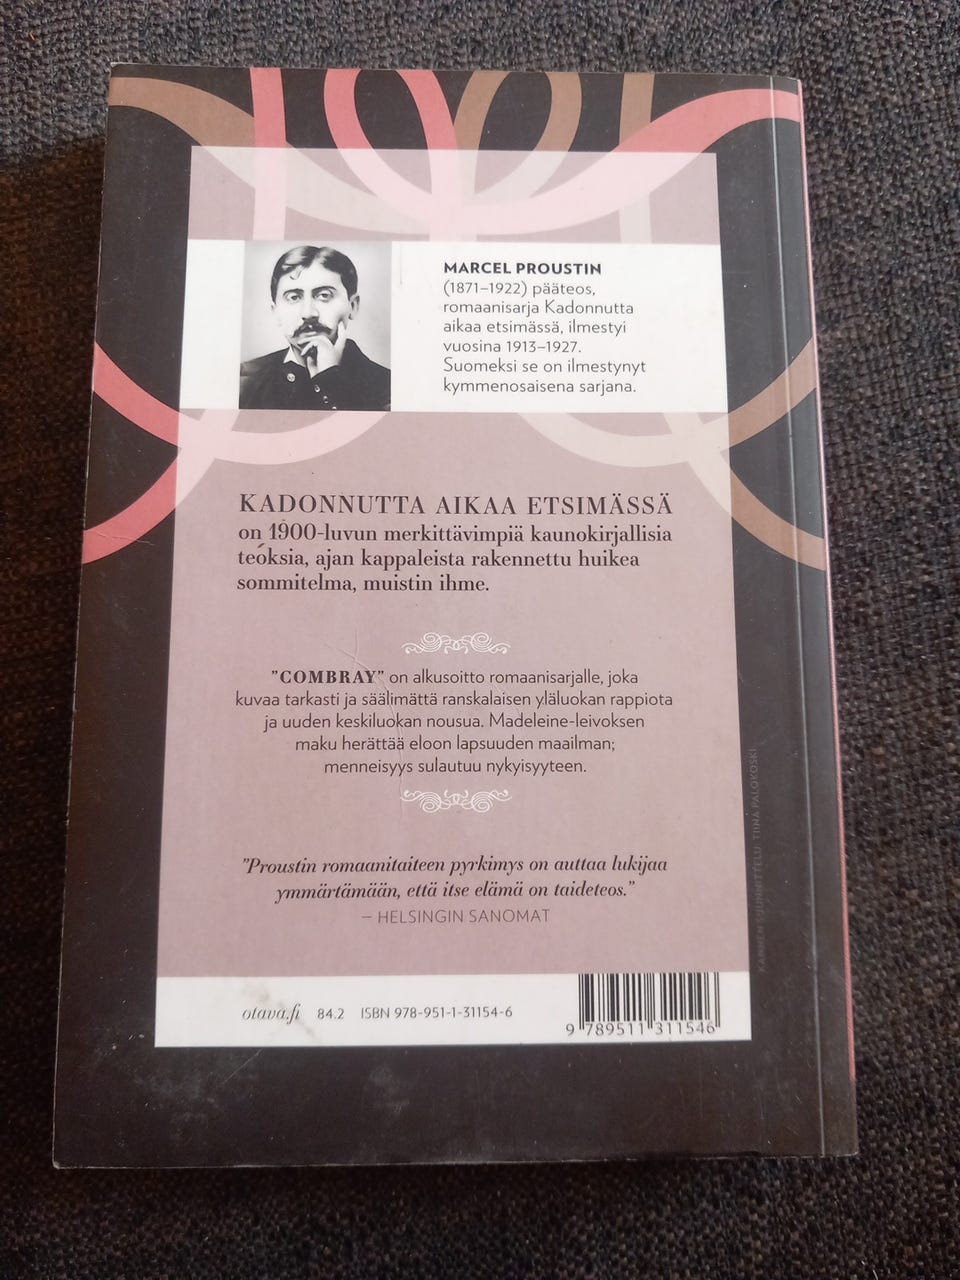 MARCEL PROUSTIN
(1871–1922) pääteos,
romaanisarja Kadonnutta
aikaa etsimässä, ilmestyi
vuosina 1913–1927.
Suomeksi se on ilmestynyt
kymmenosaisena sarjana.
KADONNUTTA AIKAA ETSIMÄSSÄ
on 1900-luvun merkittävimpiä kaunokirjallisia
teoksia, ajan kappaleista rakennettu huikea
sommitelma, muistin ihme.
”COMBRAY” on alkusoitto romaanisarjalle, joka
kuvaa tarkasti ja säälimättä ranskalaisen yläluokan rappiota
ja uuden keskiluokan nousua. Madeleine-leivoksen
maku herättää eloon lapsuuden maailman;
menneisyys sulautuu nykyisyyteen.
”Proustin romaanitaiteen pyrkimys on auttaa lukijaa
ymmärtämään, että itse elämä on taideteos.”
– HELSINGIN SANOMAT
otava.fi 84.2 ISBN 978-951-1-31154-6
9 789511 311546
KANNEN SUUNNITTELU: TIINA PALOKOSKI